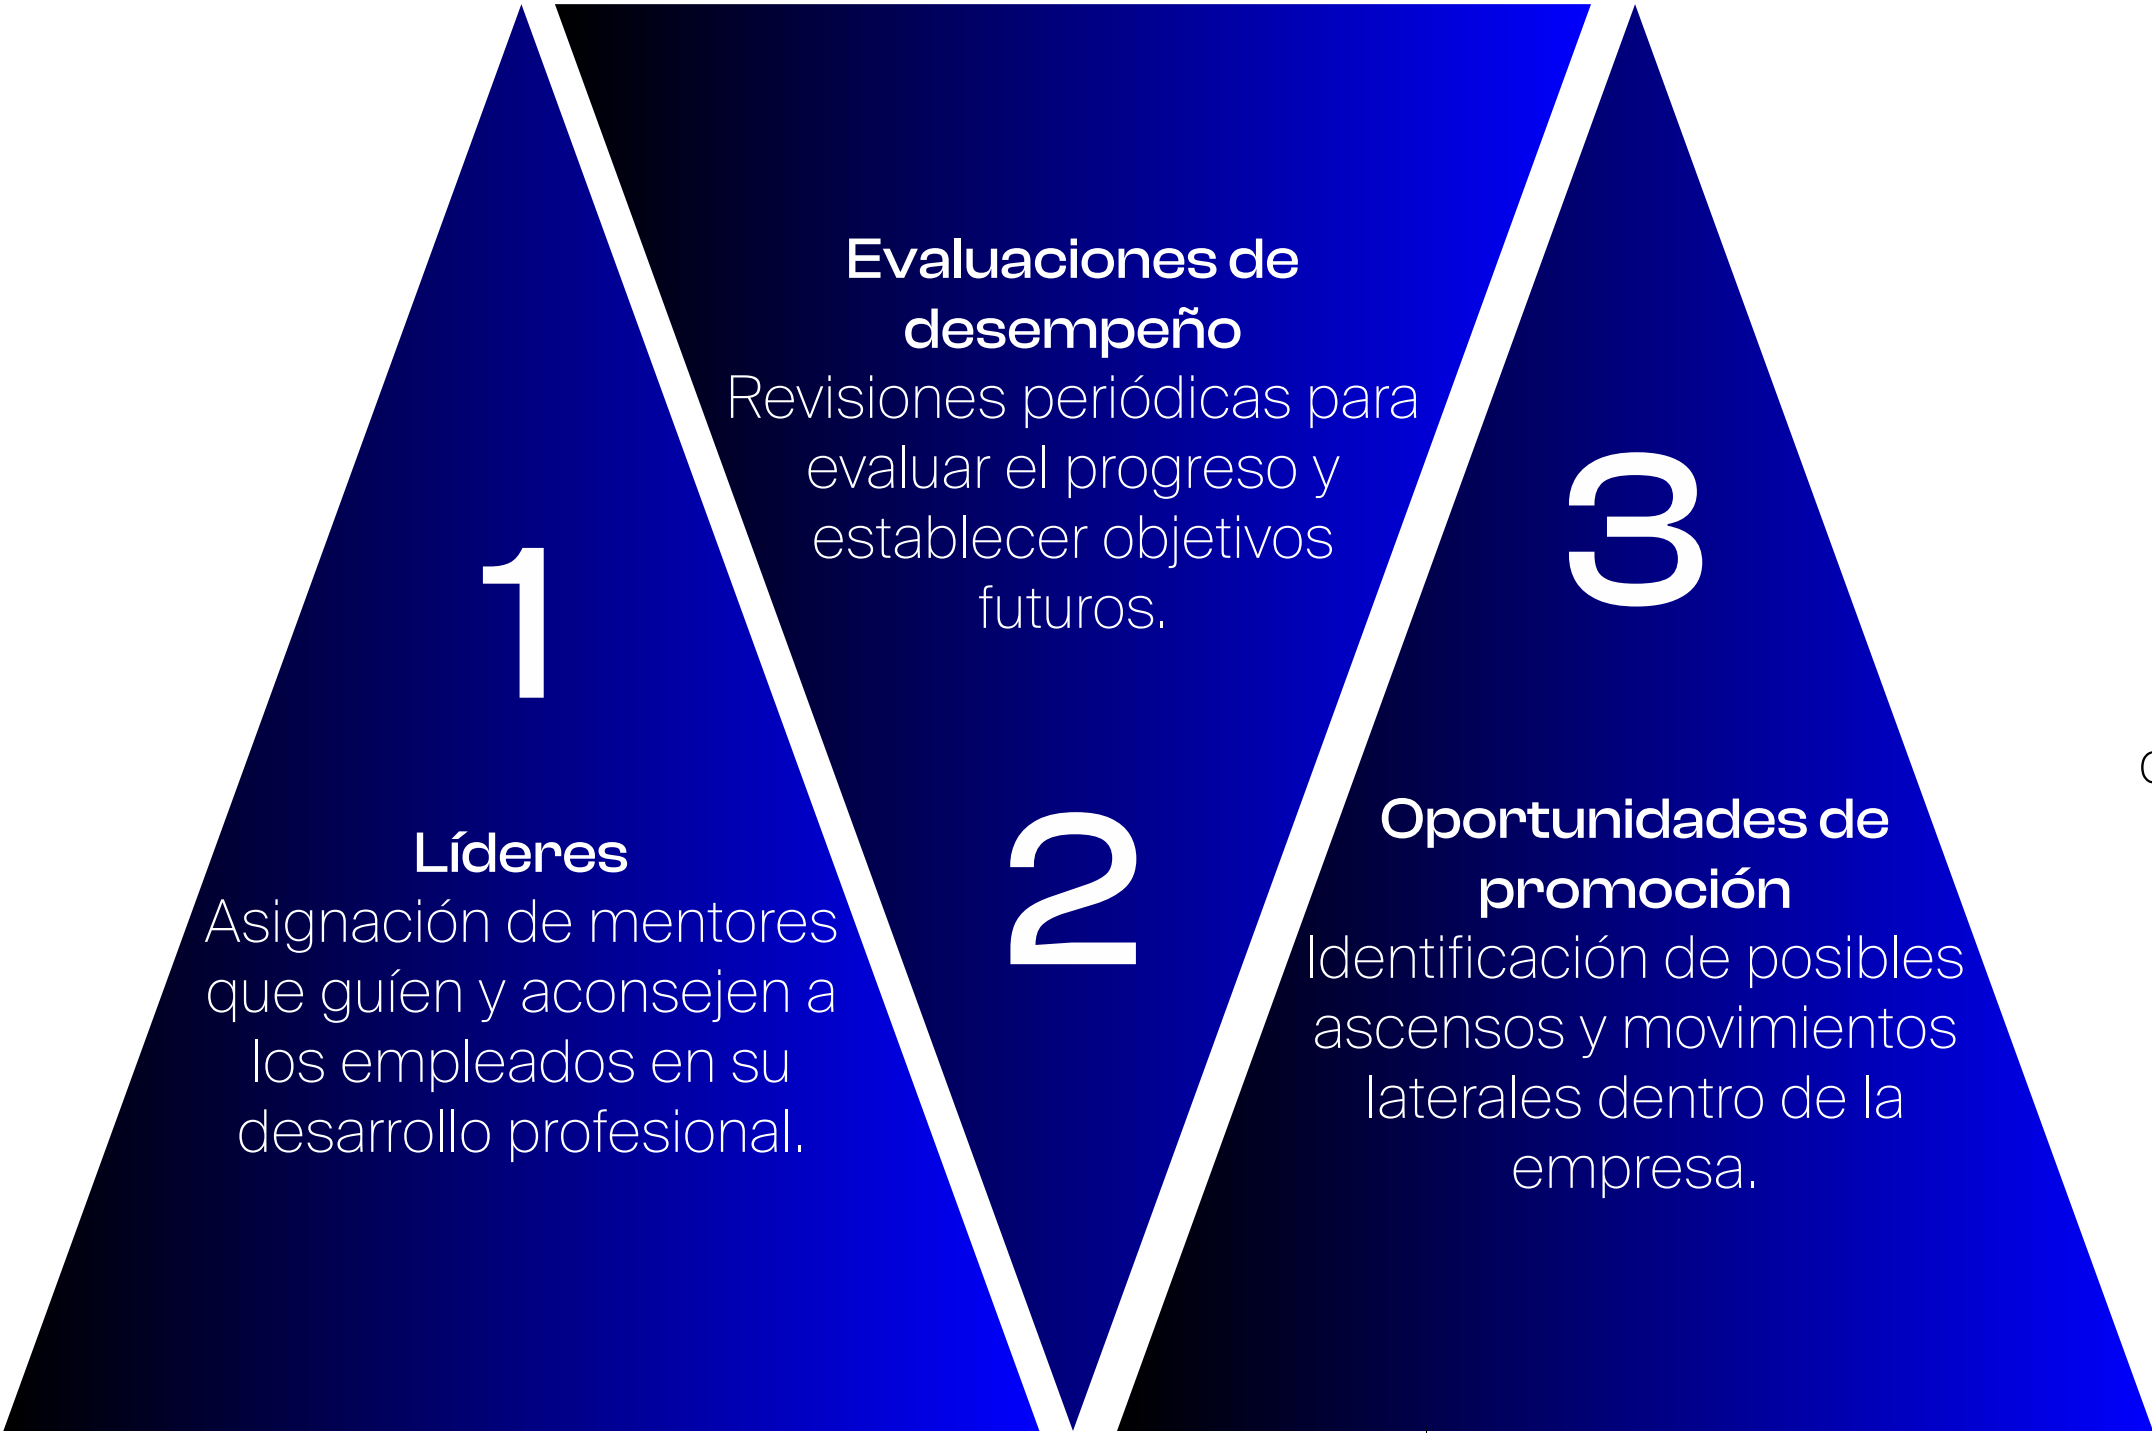 1
Líderes
Asignación de mentores
que guíen y aconsejen a
los empleados en su
desarrollo profesional.
Evaluaciones de
desempeño
Revisiones periódicas para
evaluar el progreso y
establecer objetivos
futuros.
2
3
Oportunidades de
promoción
Identificación de posibles
ascensos y movimientos
laterales dentro de la
empresa.